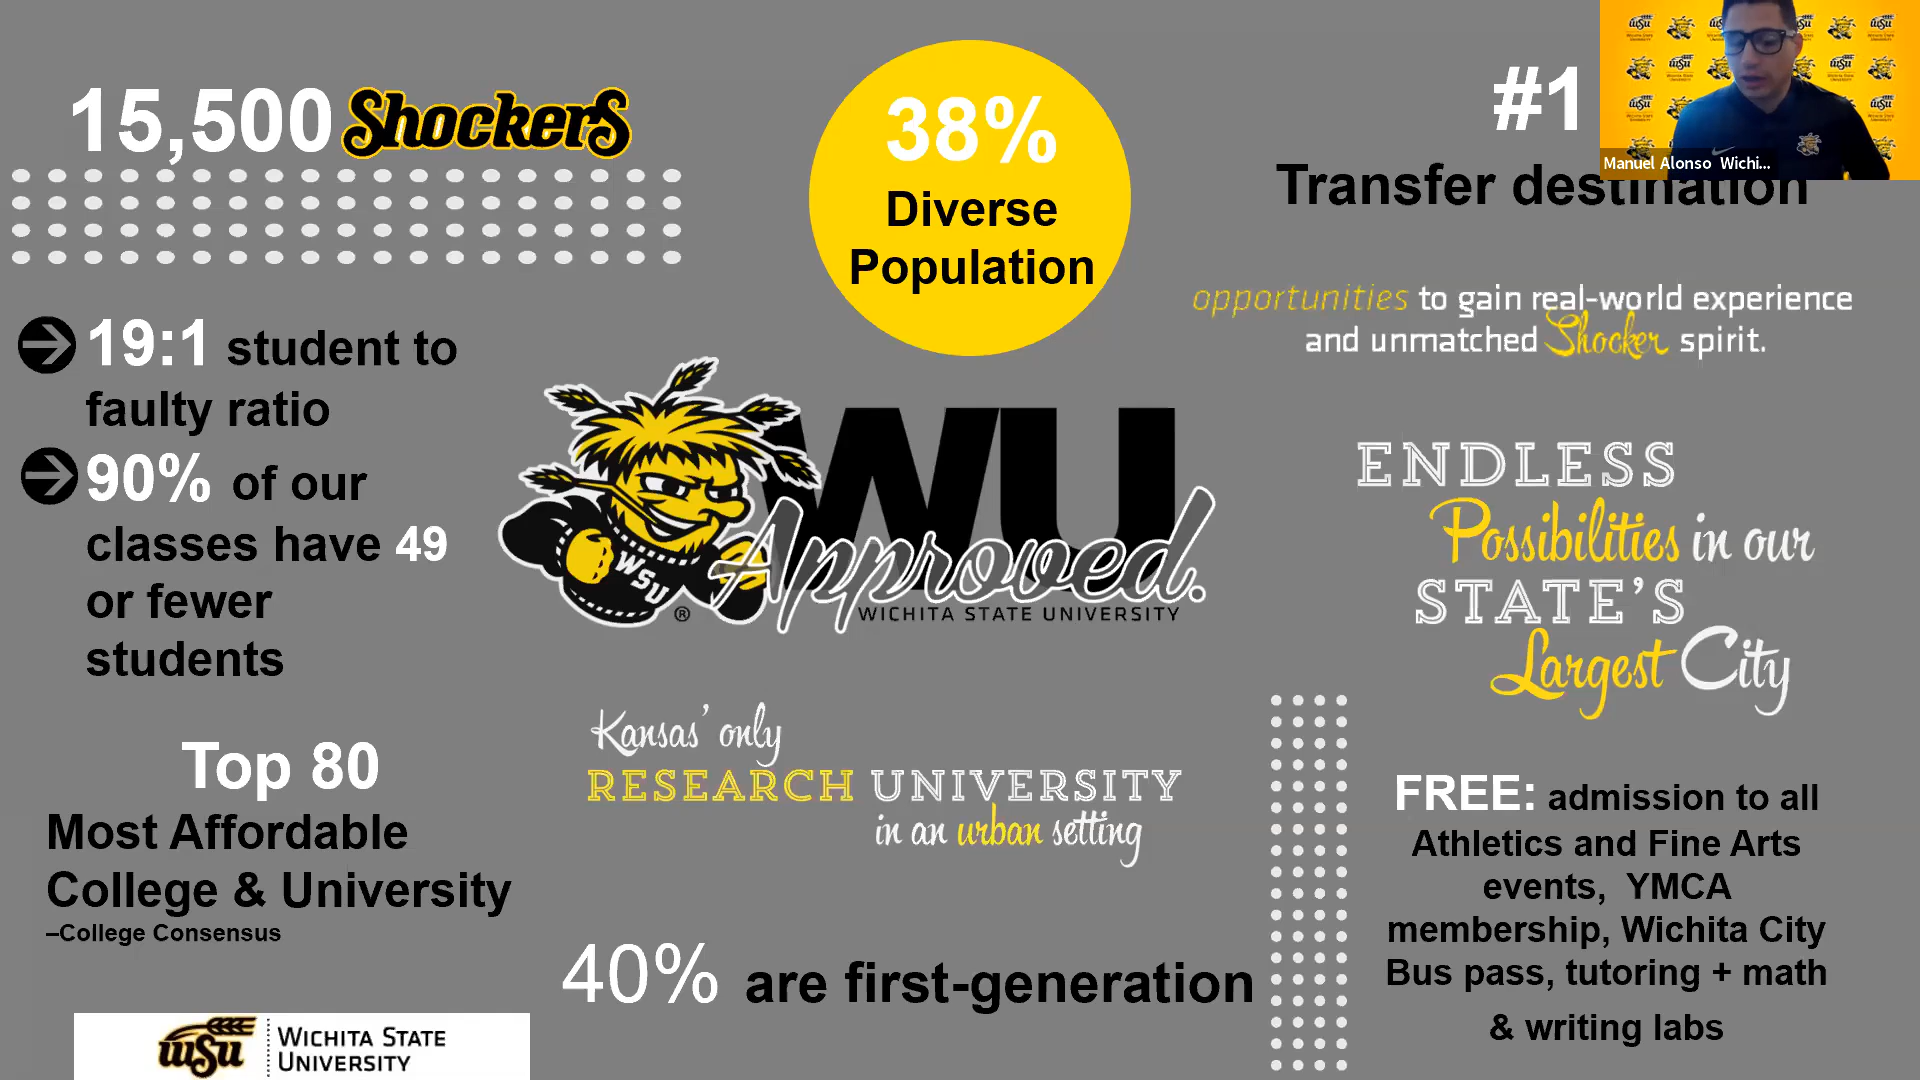 15,500 Shockers
19:1 student to
faulty ratio
90% of our
classes have 49
or fewer
students
Top 80
Most Affordable
College & University
–College Consensus
WSU
WICHITA STATE
UNIVERSITY
38%
Diverse
Population
WU
Approved.
WSU
®
WICHITA STATE UNIVERSITY
Kansas' only
RESEARCH UNIVERSITY
in an urban setting
40% are first-generation
#1
Transfer destination
opportunities to gain real-world experience
and unmatched Shocker spirit.
ENDLESS
Possibilities in our
STATE'S
Largest City
FREE: admission to all
Athletics and Fine Arts
events, YMCA
membership, Wichita City
Bus pass, tutoring + math
& writing labs
Manuel Alonso Wichi...